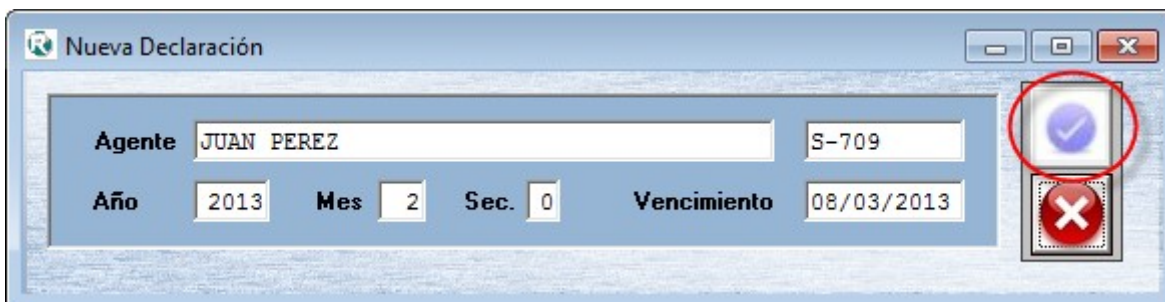 Nueva Declaración
Agente JUAN PEREZ S-709
Año 2013 Mes 2 Sec. 0 Vencimiento 08/03/2013